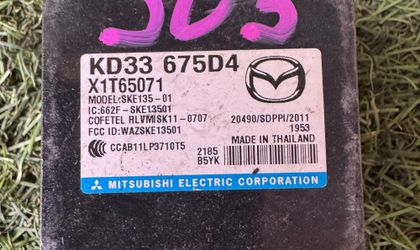 JDJ
KD33 675D4
X1T65071
MODEL:SKE135-01
IC:662F-SKE13501
COFETEL RLVMISK11-0707
20490/SDPPI/2011
FCC ID:WAZSKE13501
1953
MADE IN THAILAND
CCAB11LP3710T5
2185
B5YK
MITSUBISHI ELECTRIC CORPORATION